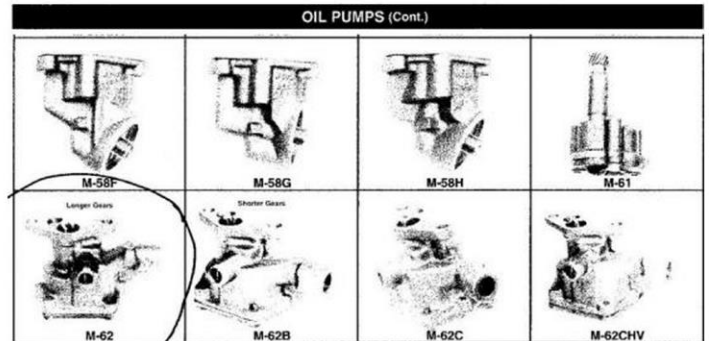 OIL PUMPS (Cont.)
M-58F
M-58G
M-58H
M-61
Longer Gears
Shorter Gears
M-62
M-62B
M-62C
M-62CHV